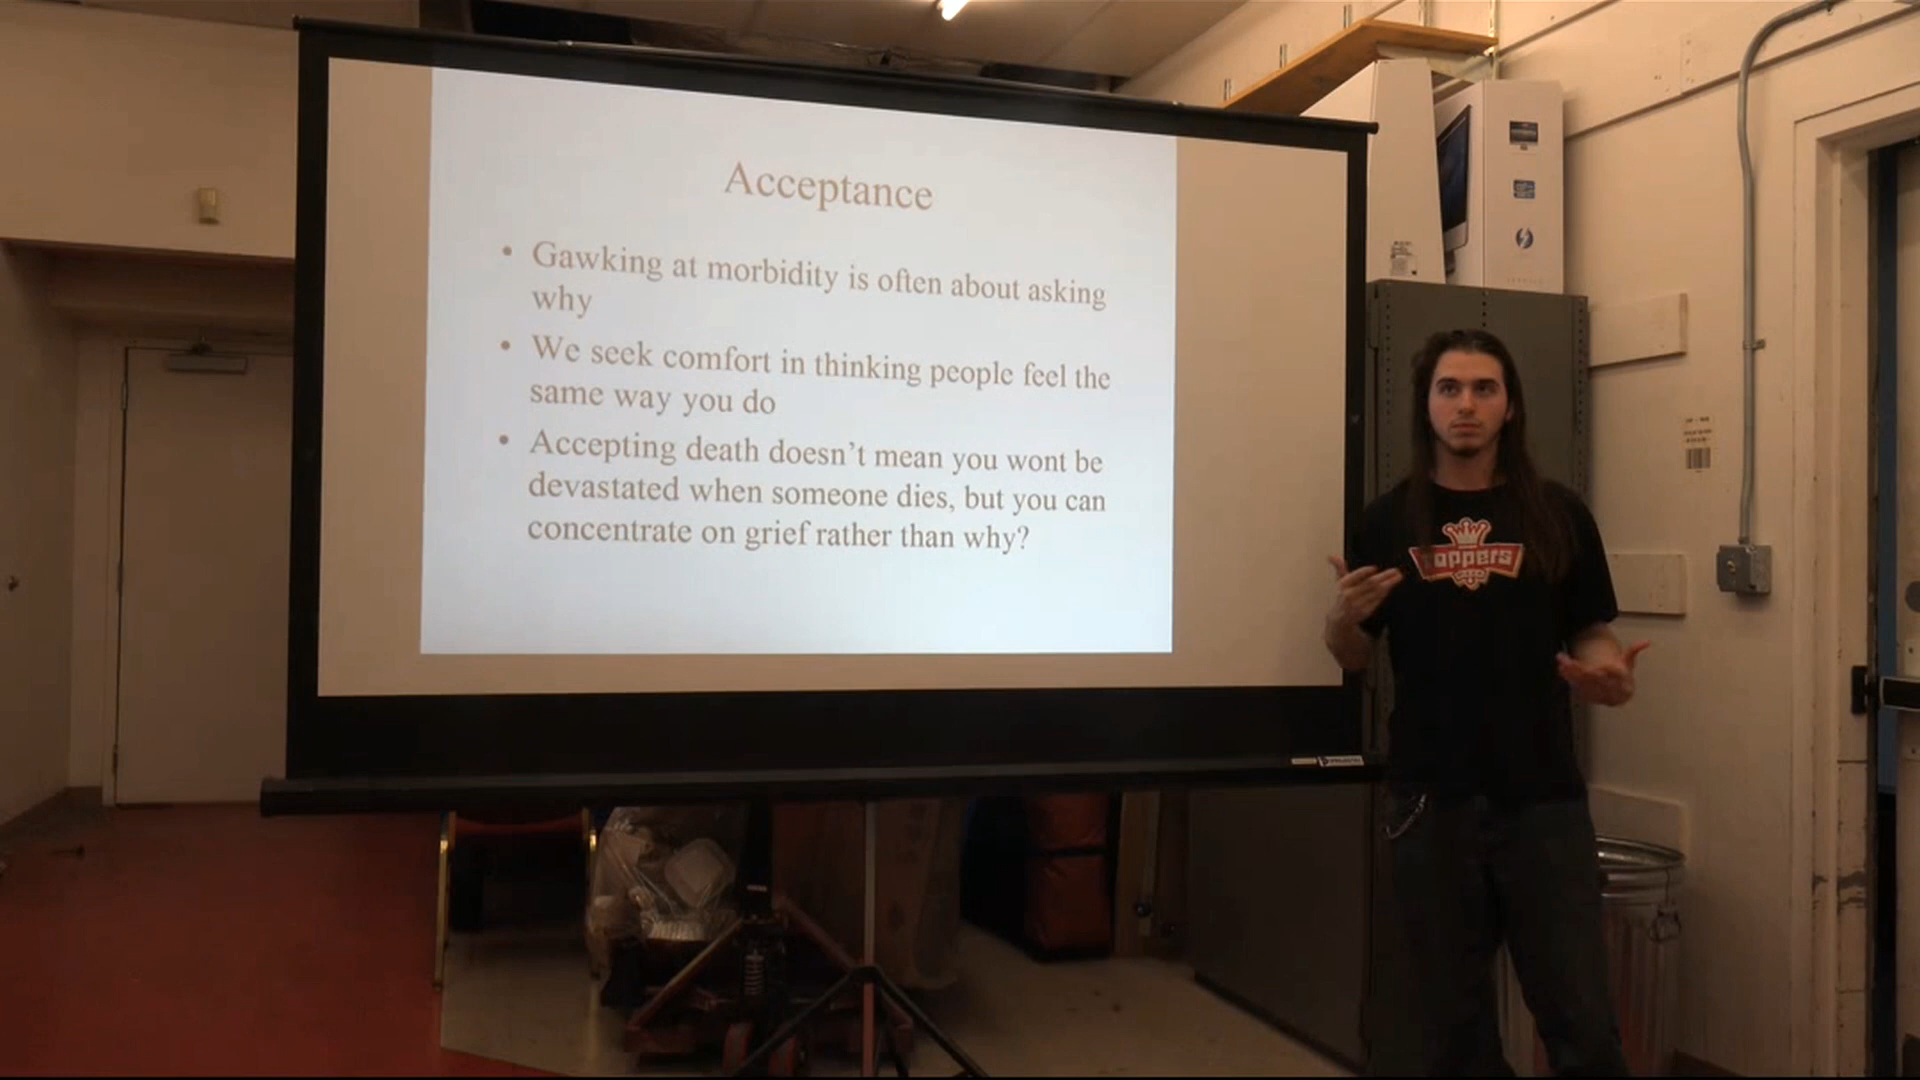 Acceptance
• Gawking at morbidity is often about asking
why
• We seek comfort in thinking people feel the
same way you do
• Accepting death doesn't mean you wont be
devastated when someone dies, but you can
concentrate on grief rather than why?
Toppers